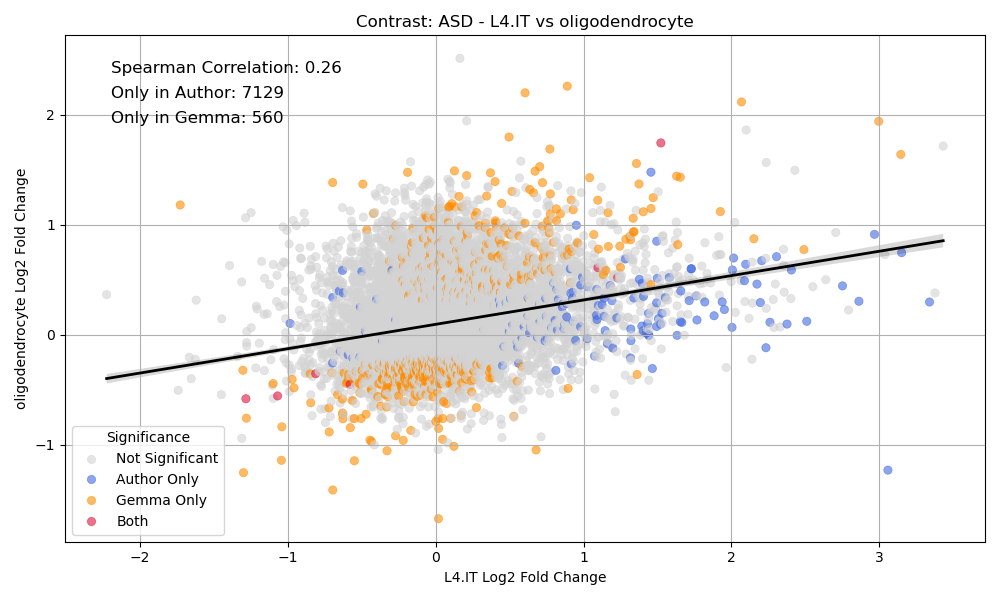 Contrast: ASD - L4.IT vs oligodendrocyte
Spearman Correlation: 0.26
Only in Author: 7129
Only in Gemma: 560
oligodendrocyte Log2 Fold Change
2
1
0
−1
Significance
Not Significant
Author Only
Gemma Only
Both
−2 −1 0 1 2 3
L4.IT Log2 Fold Change